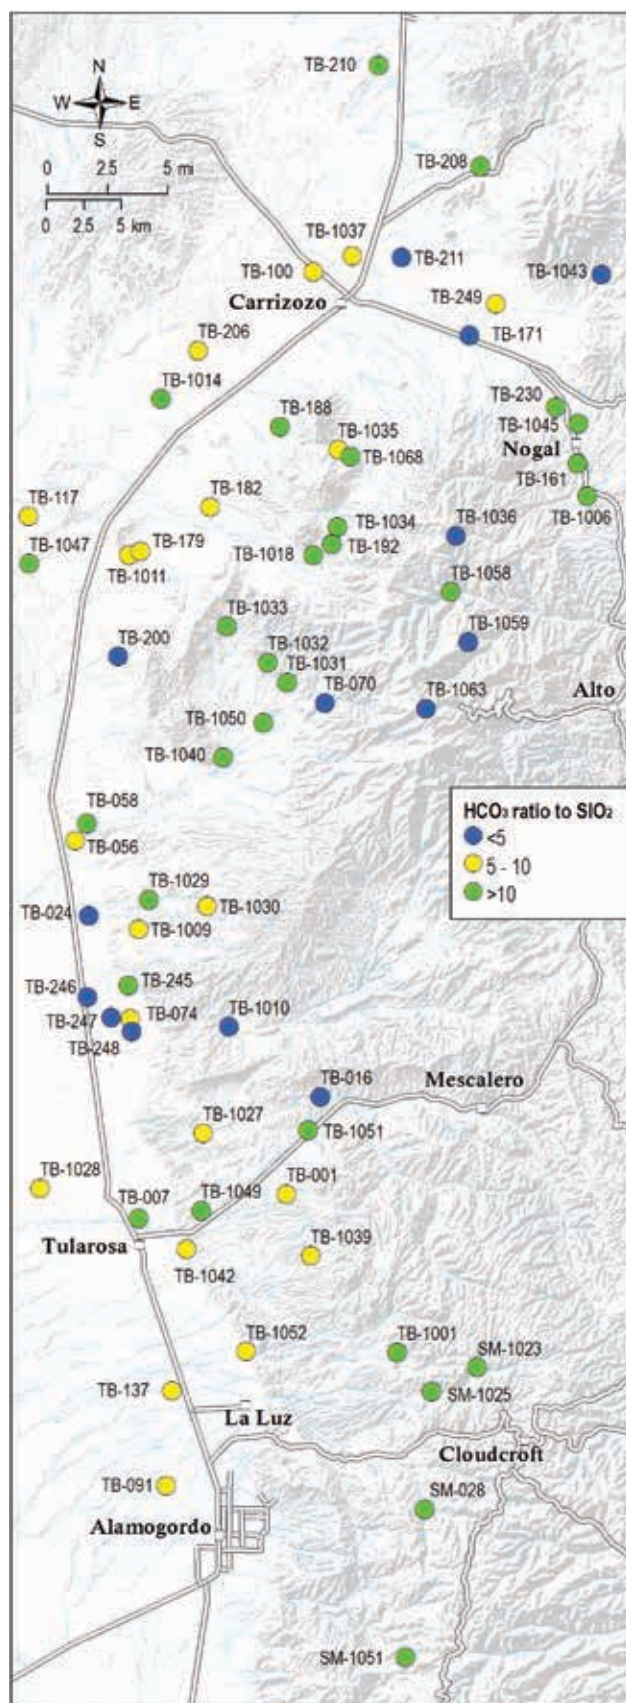 TB-210
N
W E
S
0 2.5 5 mi
0 2.5 5 km
TB-208
TB-1037
TB-211
TB-100
TB-1043
TB-249
Carrizozo
TB-171
TB-206
TB-1014
TB-230
TB-188
TB-1045
TB-1035
Nogal
TB-1068
TB-161
TB-182
TB-117
TB-1006
TB-1034
TB-1036
TB-179
TB-192
TB-1047
TB-1018
TB-1011
TB-1058
TB-1033
TB-1059
TB-200
TB-1032
TB-1031
TB-070
Alto
TB-1063
TB-1050
TB-1040
TB-058
HCO3 ratio to SIO2
<5
TB-056
5 - 10
>10
TB-1029
TB-024
TB-1030
TB-1009
TB-245
TB-246
TB-074
TB-1010
TB-247
TB-248
TB-016
Mescalero
TB-1027
TB-1051
TB-1028
TB-001
TB-1049
TB-007
Tularosa
TB-1039
TB-1042
TB-1052
TB-1001
SM-1023
TB-137
SM-1025
La Luz
Cloudcroft
TB-091
SM-028
Alamogordo
SM-1051